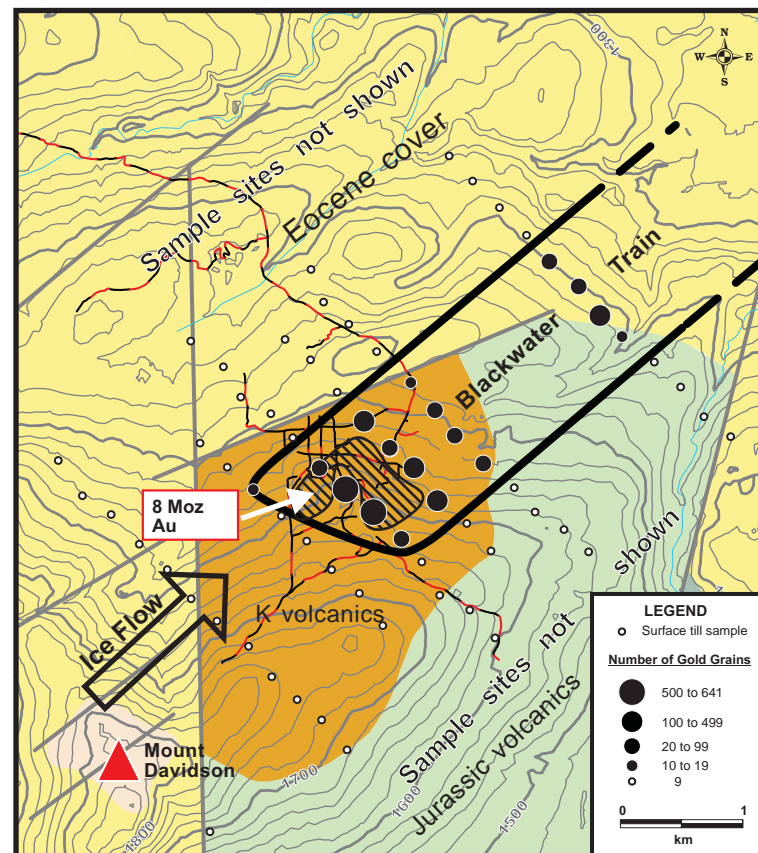 N
W E
S
1300
Sample sites not shown
Eocene cover
Train
Blackwater
8 Moz
Au
Ice Flow
K volcanics
Mount
Davidson
Sample sites not shown
Jurassic volcanics
1700
1600
1500
1800
LEGEND
Surface till sample
Number of Gold Grains
500 to 641
100 to 499
20 to 99
10 to 19
9
0 1
km